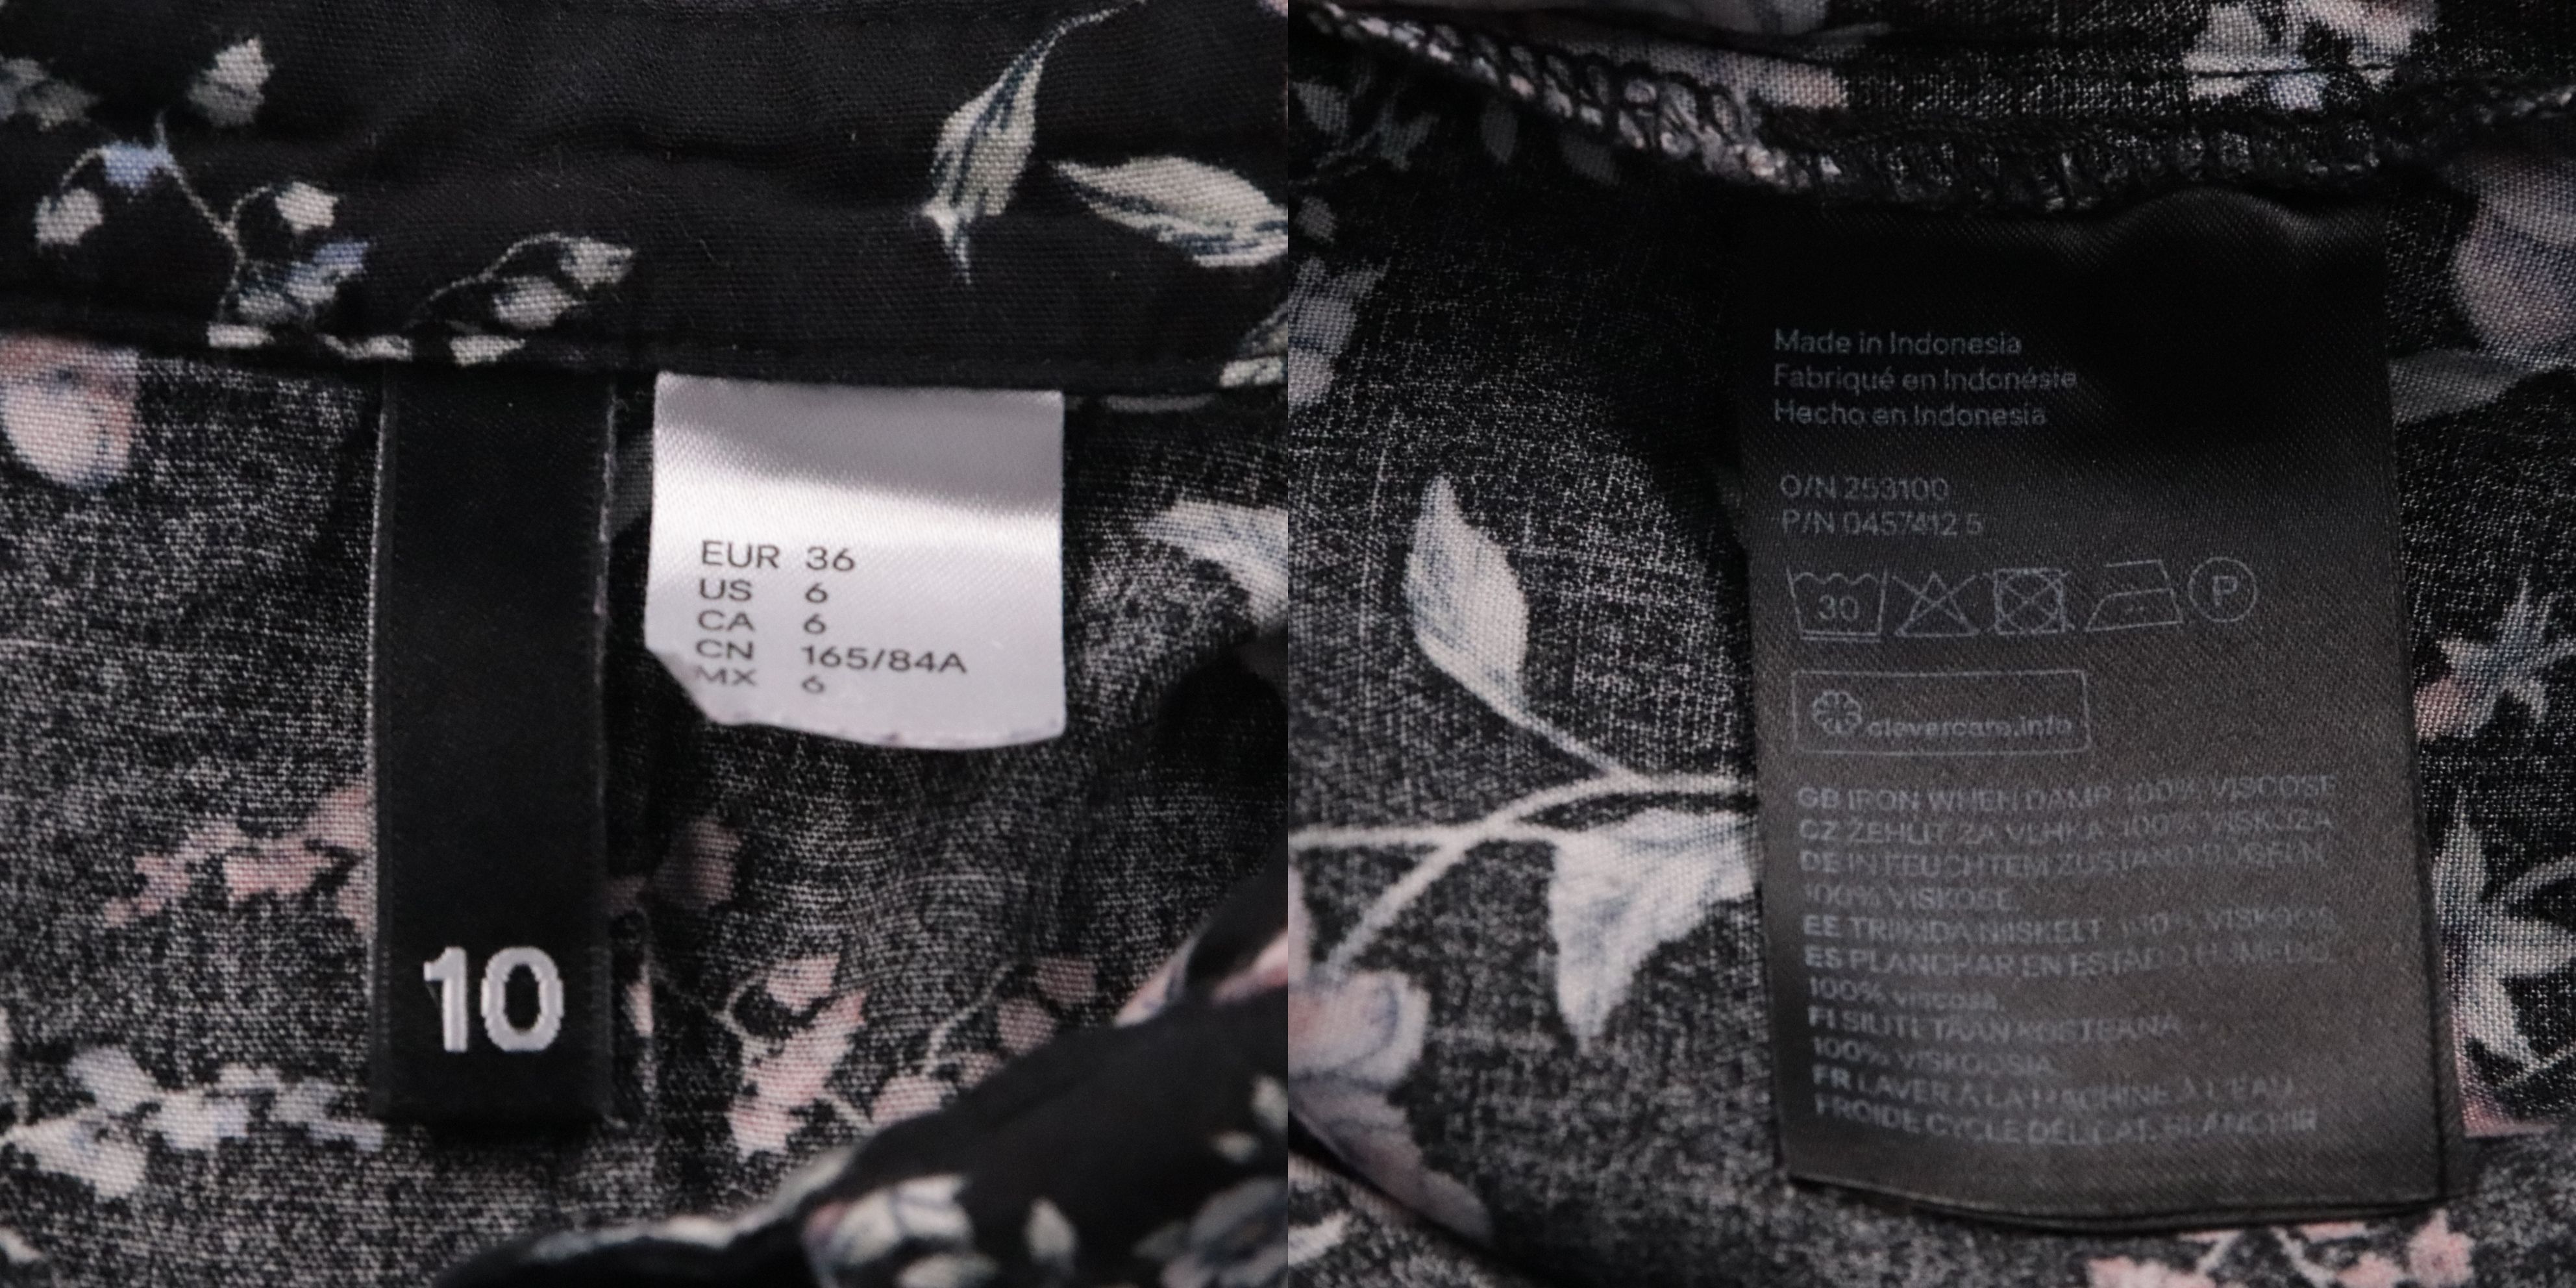 EUR 36
US 6
CA 6
CN 165/84A
MX 6
10
Made in Indonesia
Fabriqué en Indonésie
Hecho en Indonesia
O/N 253100
P/N 0457412 5
30
P
clevercare.info
GB IRON WHEN DAMP. 100% VISCOSE
CZ ŽEHLIT ZA VLHKA. 100% VISKÓZA
DE IN FEUCHTEM ZUSTAND BÜGELN.
100% VISKOSE.
EE TRIIKIDA NIISKELT. 100% VISKOOS
ES PLANCHAR EN ESTADO HÚMEDO.
100% viscosa.
FI SILITETÄÄN KOSTEANA.
100% VISKOOSIA.
FR LAVER À LA MACHINE À L'EAU
FROIDE CYCLE DÉLICAT. BLANCHIR